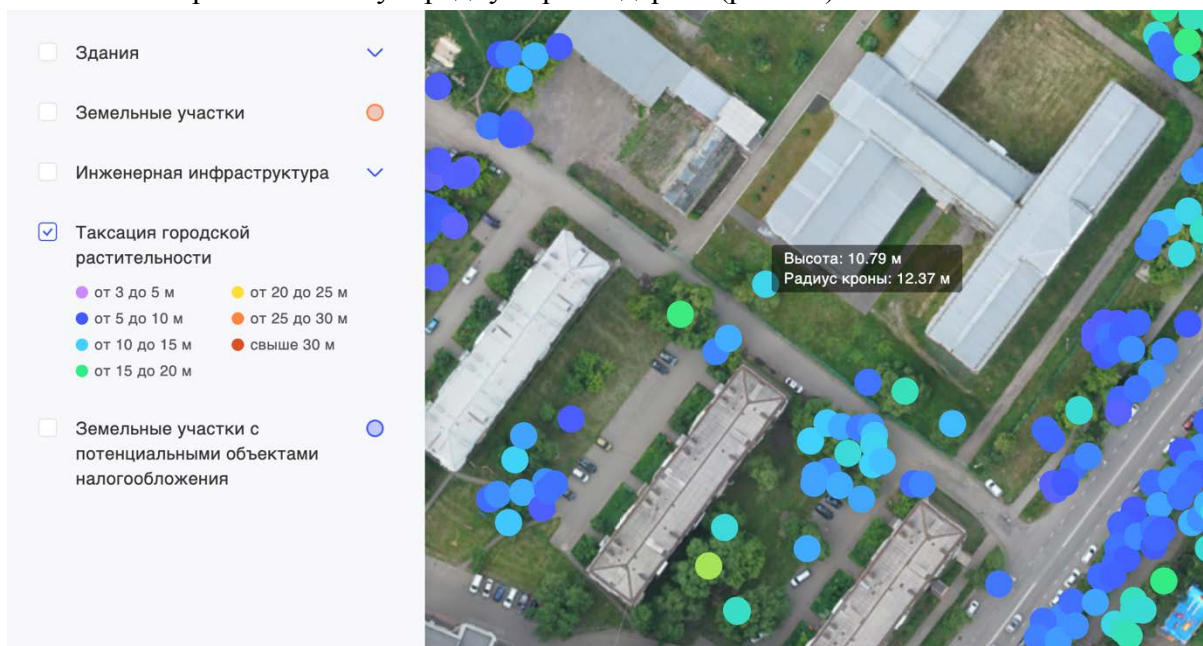 Здания
Земельные участки
Инженерная инфраструктура
Таксация городской
растительности
от 3 до 5 м
от 20 до 25 м
от 5 до 10 м
от 25 до 30 м
от 10 до 15 м
свыше 30 м
от 15 до 20 м
Земельные участки с
потенциальными объектами
налогообложения
Высота: 10.79 м
Радиус кроны: 12.37 м